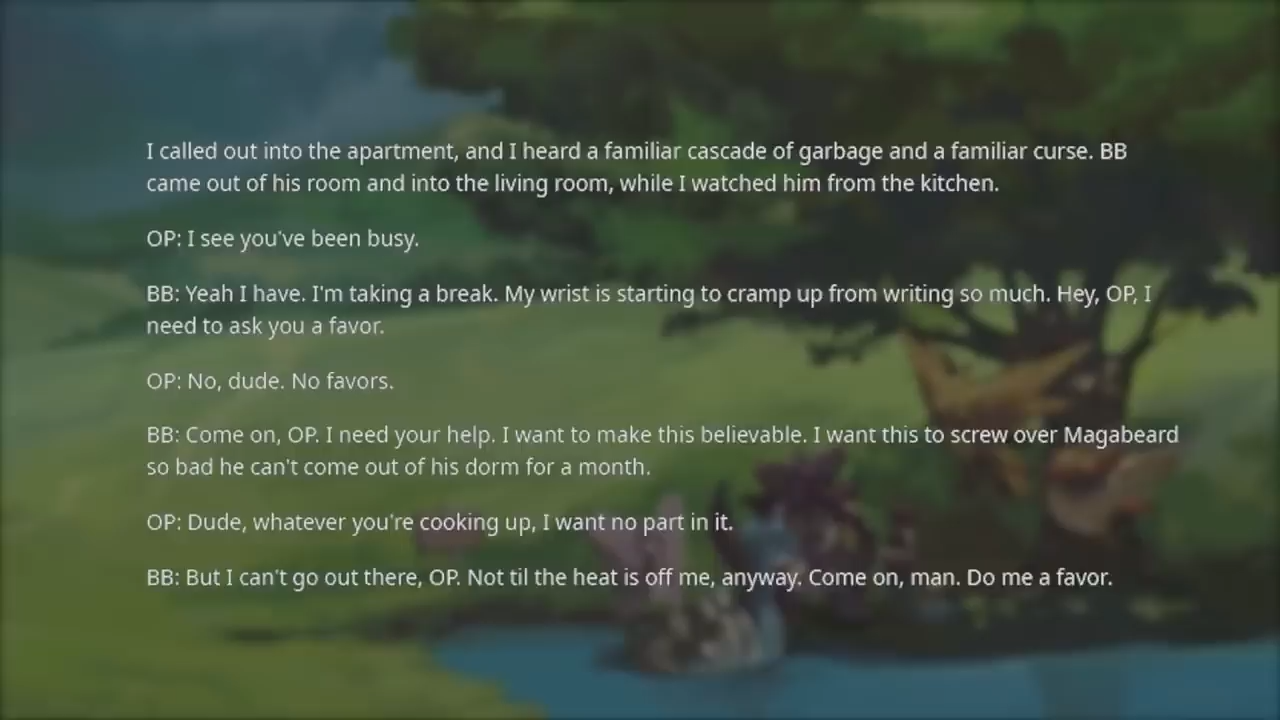 I called out into the apartment, and I heard a familiar cascade of garbage and a familiar curse. BB
came out of his room and into the living room, while I watched him from the kitchen.
OP: I see you've been busy.
BB: Yeah I have. I'm taking a break. My wrist is starting to cramp up from writing so much. Hey, OP, I
need to ask you a favor.
OP: No, dude. No favors.
BB: Come on, OP. I need your help. I want to make this believable. I want this to screw over Magabeard
so bad he can't come out of his dorm for a month.
OP: Dude, whatever you're cooking up, I want no part in it.
BB: But I can't go out there, OP. Not til the heat is off me, anyway. Come on, man. Do me a favor.